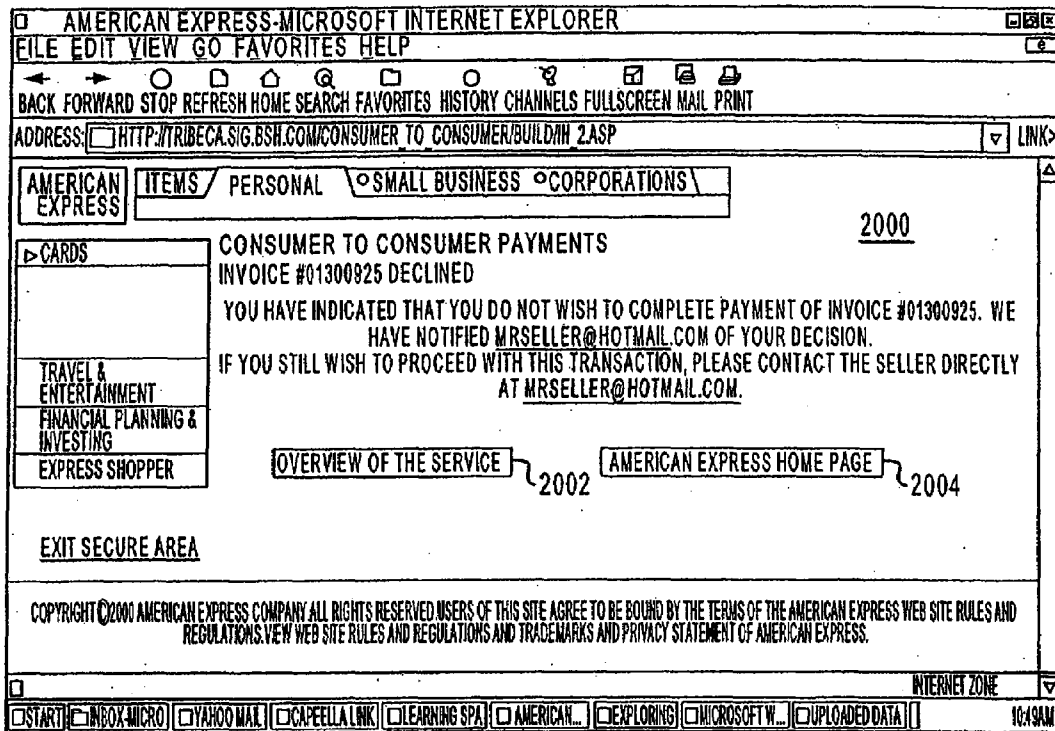 AMERICAN EXPRESS-MICROSOFT INTERNET EXPLORER
FILE EDIT VIEW GO FAVORITES HELP
BACK FORWARD STOP REFRESH HOME SEARCH FAVORITES HISTORY CHANNELS FULLSCREEN MAIL PRINT
ADDRESS: HTTP://TRIBECA.SIG.BSH.COM/CONSUMER_TO_CONSUMER/BUILD/IH_2.ASP LINK>
AMERICAN EXPRESS
ITEMS PERSONAL SMALL BUSINESS CORPORATIONS
2000
CARDS
TRAVEL &
ENTERTAINMENT
FINANCIAL PLANNING &
INVESTING
EXPRESS SHOPPER
CONSUMER TO CONSUMER PAYMENTS
INVOICE #01300925 DECLINED
YOU HAVE INDICATED THAT YOU DO NOT WISH TO COMPLETE PAYMENT OF INVOICE #01300925. WE
HAVE NOTIFIED MRSELLER@HOTMAIL.COM OF YOUR DECISION.
IF YOU STILL WISH TO PROCEED WITH THIS TRANSACTION, PLEASE CONTACT THE SELLER DIRECTLY
AT MRSELLER@HOTMAIL.COM.
OVERVIEW OF THE SERVICE 2002 AMERICAN EXPRESS HOME PAGE 2004
EXIT SECURE AREA
COPYRIGHT ©2000 AMERICAN EXPRESS COMPANY ALL RIGHTS RESERVED.USERS OF THIS SITE AGREE TO BE BOUND BY THE TERMS OF THE AMERICAN EXPRESS WEB SITE RULES AND
REGULATIONS.VIEW WEB SITE RULES AND REGULATIONS AND TRADEMARKS AND PRIVACY STATEMENT OF AMERICAN EXPRESS.
INTERNET ZONE
START INBOX-MICRO YAHOO MAIL CAPEELLA LINK LEARNING SPA AMERICAN... EXPLORING MICROSOFT W... UPLOADED DATA 10:49AM